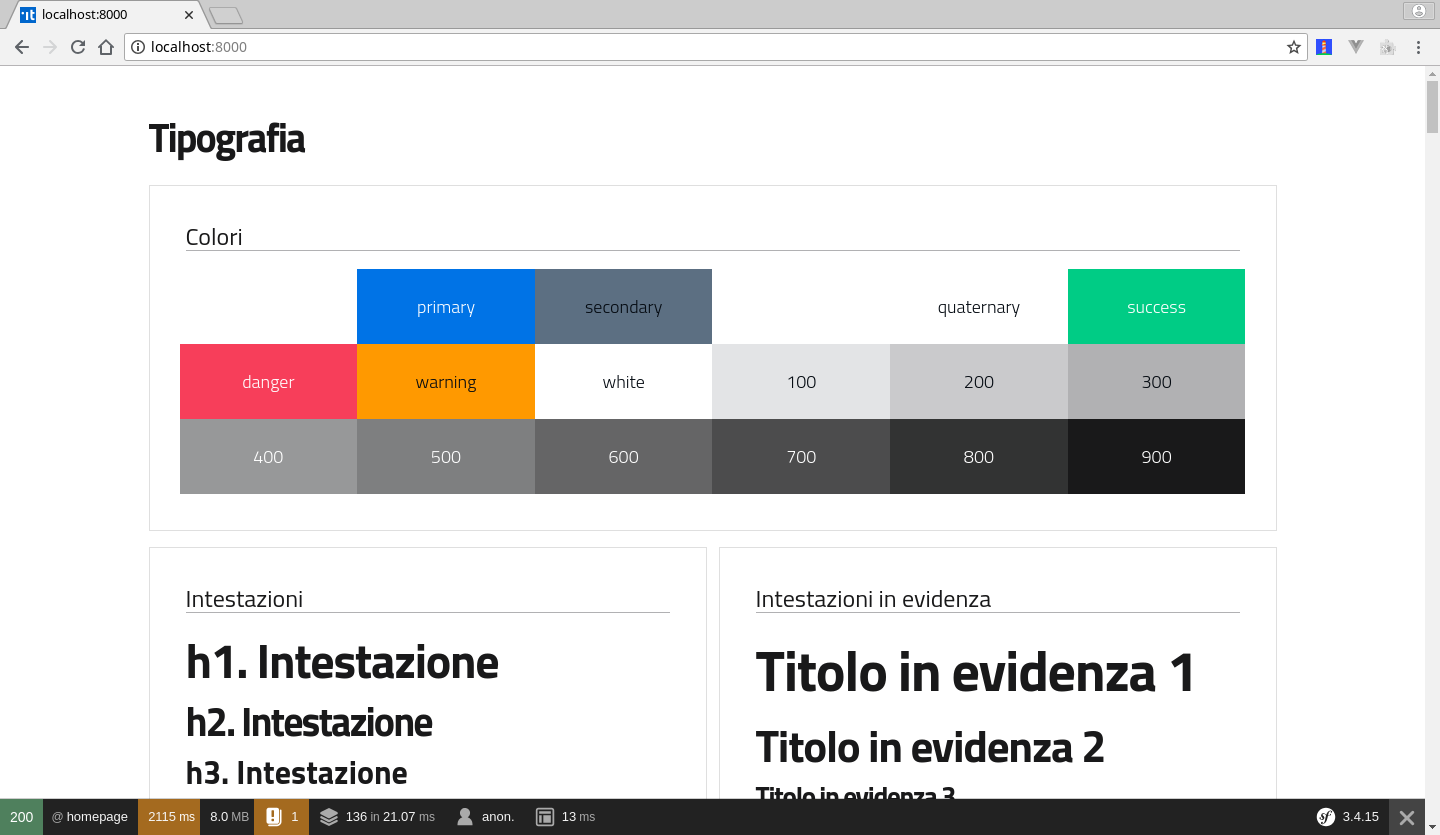 localhost:8000
localhost:8000
Tipografia
Colori
primary secondary quaternary success
danger warning white 100 200 300
400 500 600 700 800 900
Intestazioni
h1. Intestazione
h2. Intestazione
h3. Intestazione
Intestazioni in evidenza
Titolo in evidenza 1
Titolo in evidenza 2
Titolo in evidenza 3
200 @ homepage 2115 ms 8.0 MB 1 136 in 21.07 ms anon. 13 ms sf 3.4.15